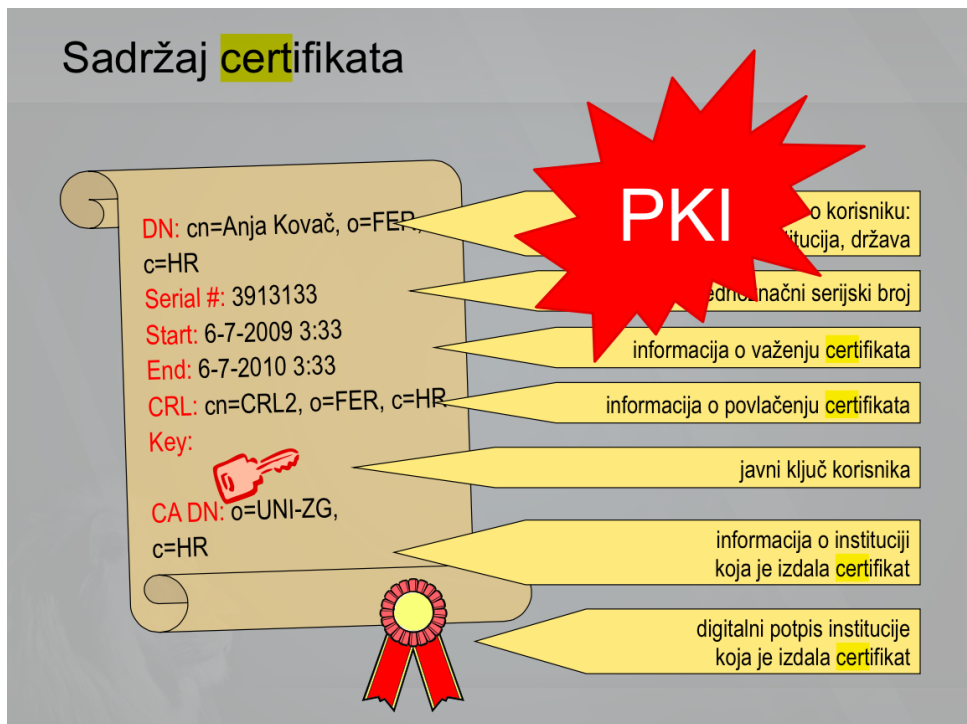 Sadržaj certifikata
PKI
DN: cn=Anja Kovač, o=FER,
c=HR
Serial #: 3913133
Start: 6-7-2009 3:33
End: 6-7-2010 3:33
CRL: cn=CRL2, o=FER, c=HR
Key:
CA DN: o=UNI-ZG,
c=HR
o korisniku:
država
serijski broj
informacija o važenju certifikata
informacija o povlačenju certifikata
javni ključ korisnika
informacija o instituciji
koja je izdala certifikat
digitalni potpis institucije
koja je izdala certifikat